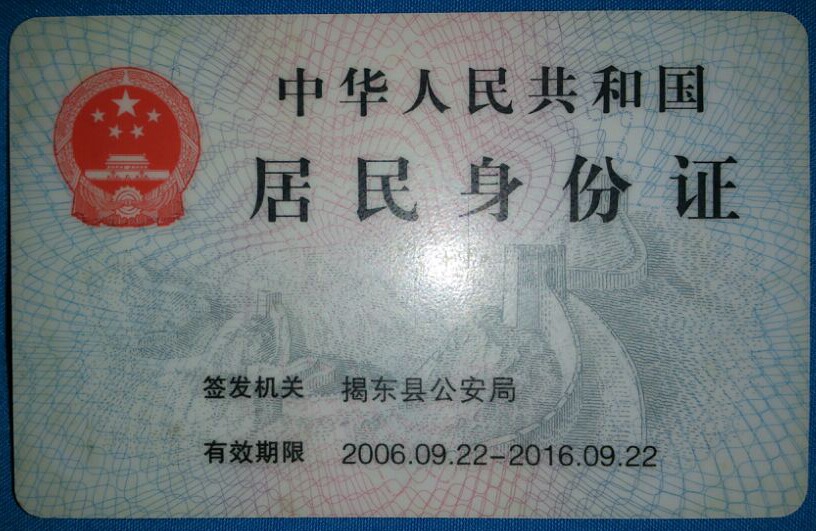 中华人民共和国
居民身份证
签发机关 揭东县公安局
有效期限 2006.09.22-2016.09.22